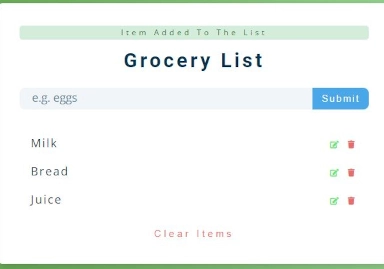 Item Added To The List
Grocery List
e.g. eggs
Submit
Milk
Bread
Juice
Clear Items